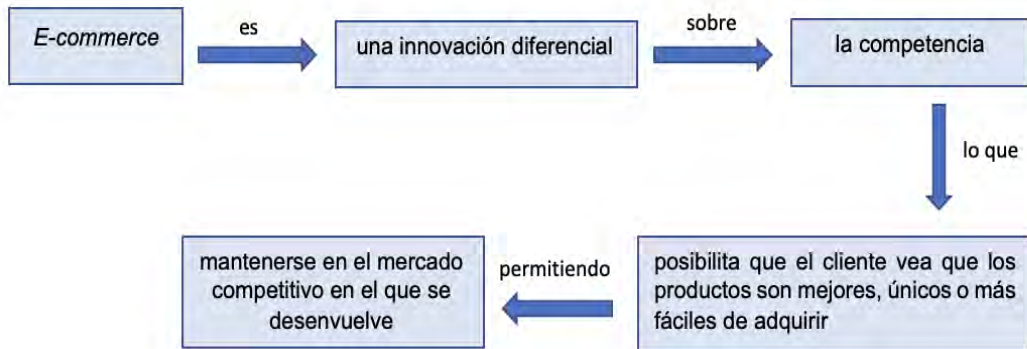 E-commerce
es
una innovación diferencial
sobre
la competencia
lo que
posibilita que el cliente vea que los
productos son mejores, únicos o más
fáciles de adquirir
permitiendo
mantenerse en el mercado
competitivo en el que se
desenvuelve